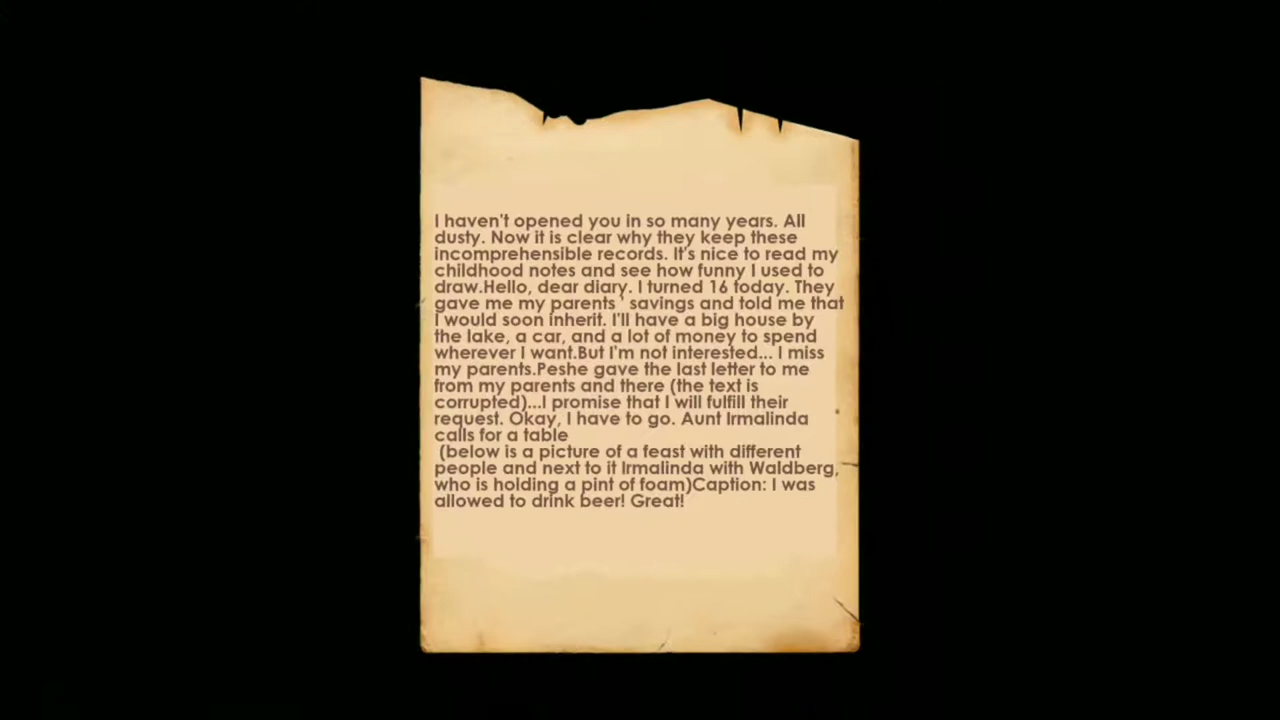 I haven't opened you in so many years. All
dusty. Now it is clear why they keep these
incomprehensible records. It's nice to read my
childhood notes and see how funny I used to
draw.Hello, dear diary. I turned 16 today. They
gave me my parents ' savings and told me that
I would soon inherit. I'll have a big house by
the lake, a car, and a lot of money to spend
wherever I want.But I'm not interested... I miss
my parents.Peshe gave the last letter to me
from my parents and there (the text is
corrupted)...I promise that I will fulfill their
request. Okay, I have to go. Aunt Irmalinda
calls for a table
(below is a picture of a feast with different
people and next to it Irmalinda with Waldberg,
who is holding a pint of foam)Caption: I was
allowed to drink beer! Great!